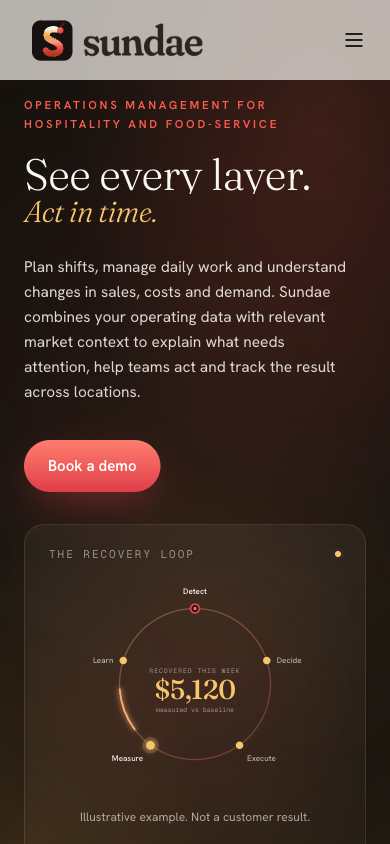 sundae
OPERATIONS MANAGEMENT FOR
HOSPITALITY AND FOOD-SERVICE
See every layer.
Act in time.
Plan shifts, manage daily work and understand
changes in sales, costs and demand. Sundae
combines your operating data with relevant
market context to explain what needs
attention, help teams act and track the result
across locations.
Book a demo
THE RECOVERY LOOP
Detect
Learn
Decide
RECOVERED THIS WEEK
$5,120
measured vs baseline
Measure
Execute
Illustrative example. Not a customer result.